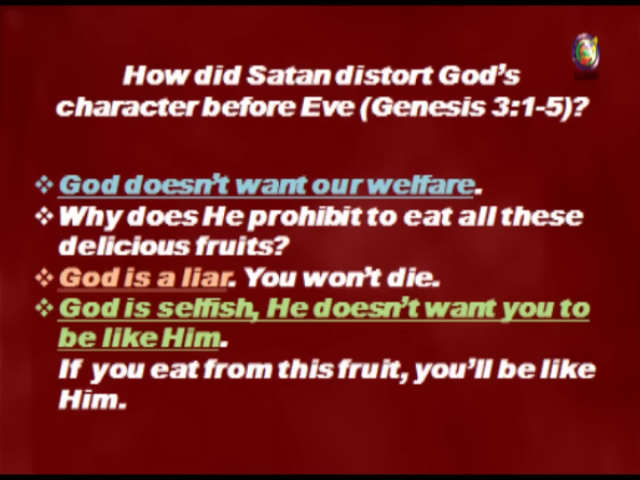 How did Satan distort God's
character before Eve (Genesis 3:1-5)?
God doesn't want our welfare.
Why does He prohibit to eat all these
delicious fruits?
God is a liar. You won't die.
God is selfish, He doesn't want you to
be like Him.
If you eat from this fruit, you'll be like
Him.